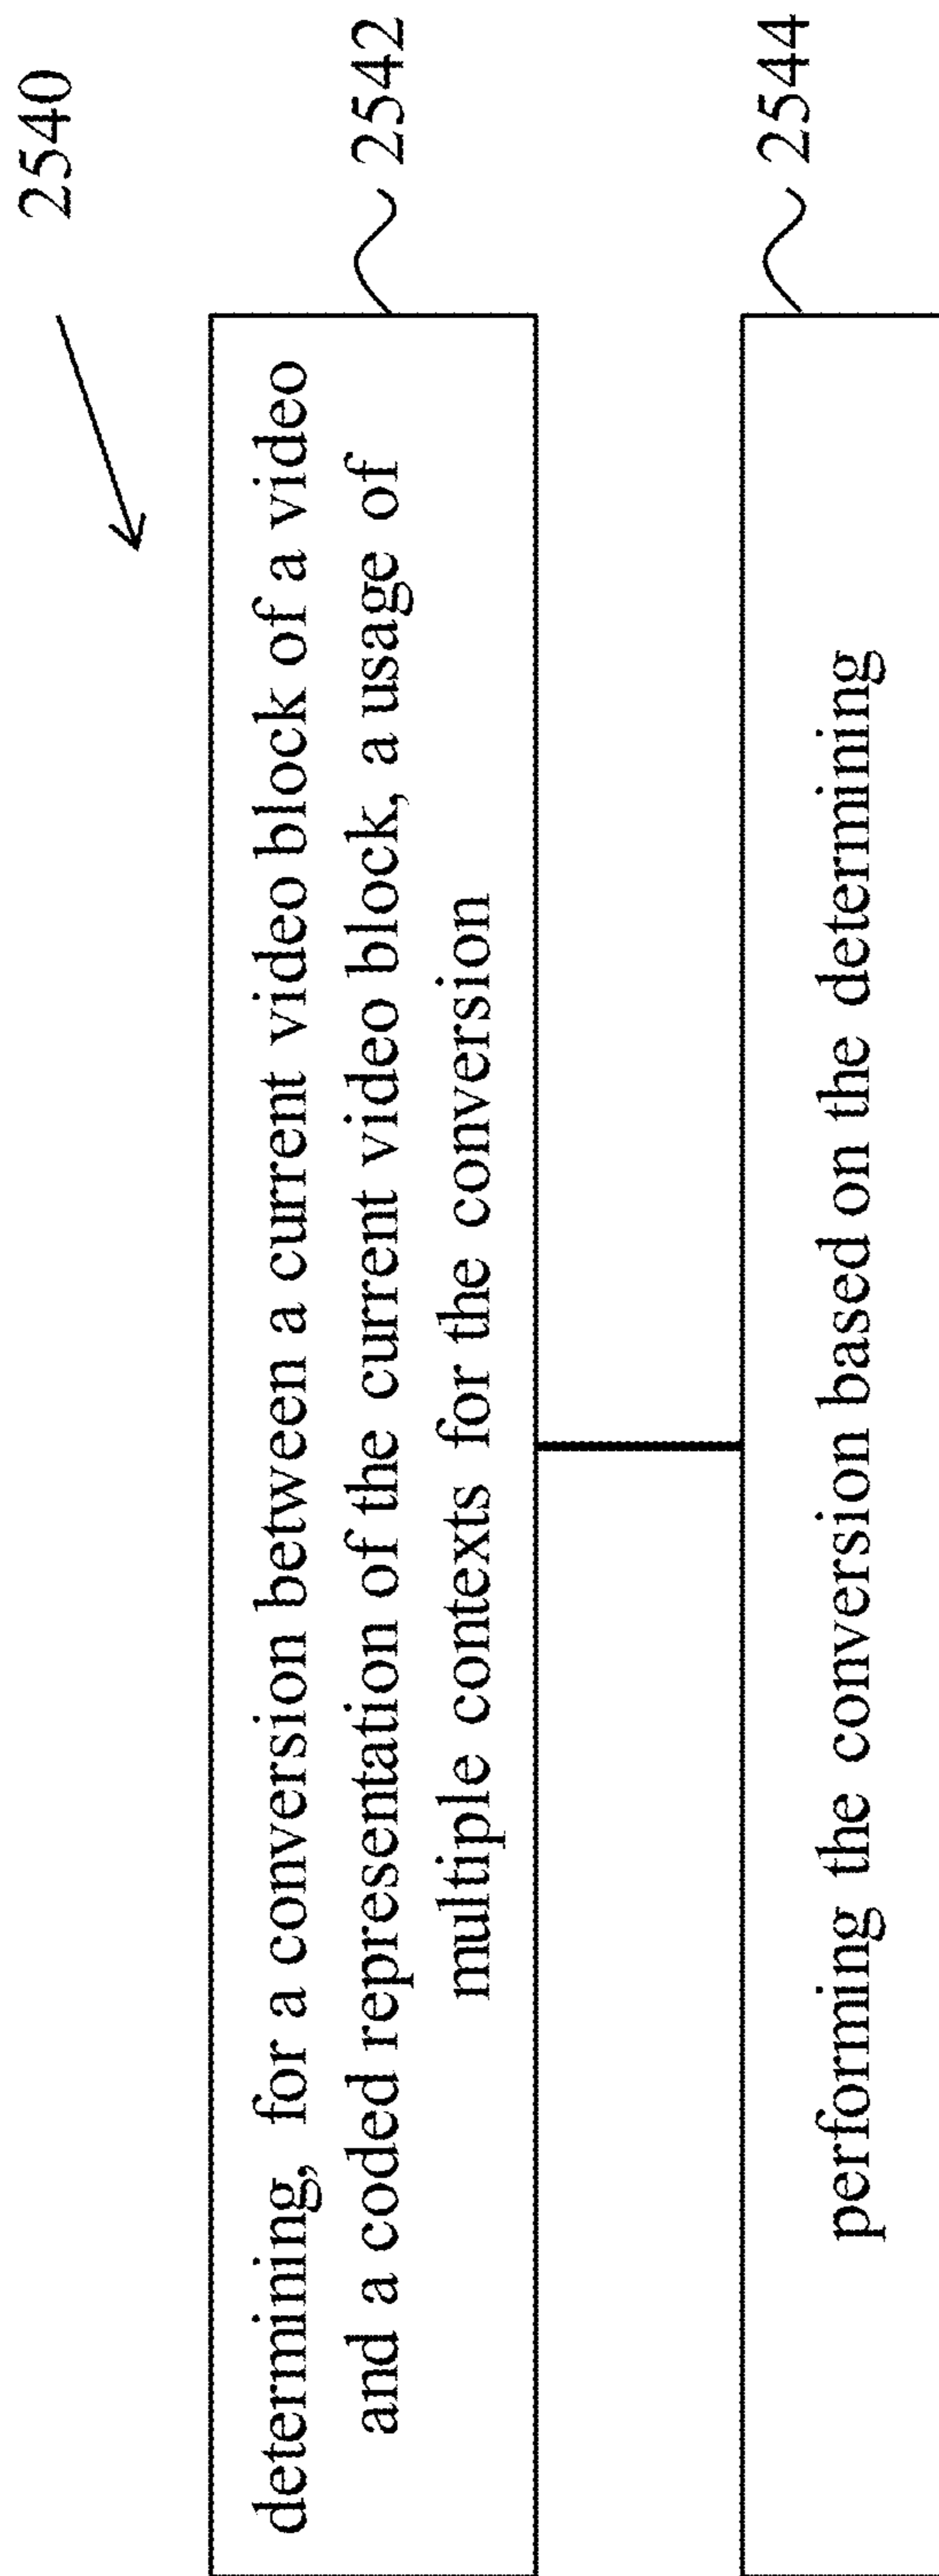 2540
determining, for a conversion between a current video block of a video
and a coded representation of the current video block, a usage of
multiple contexts for the conversion
2542
performing the conversion based on the determining
2544